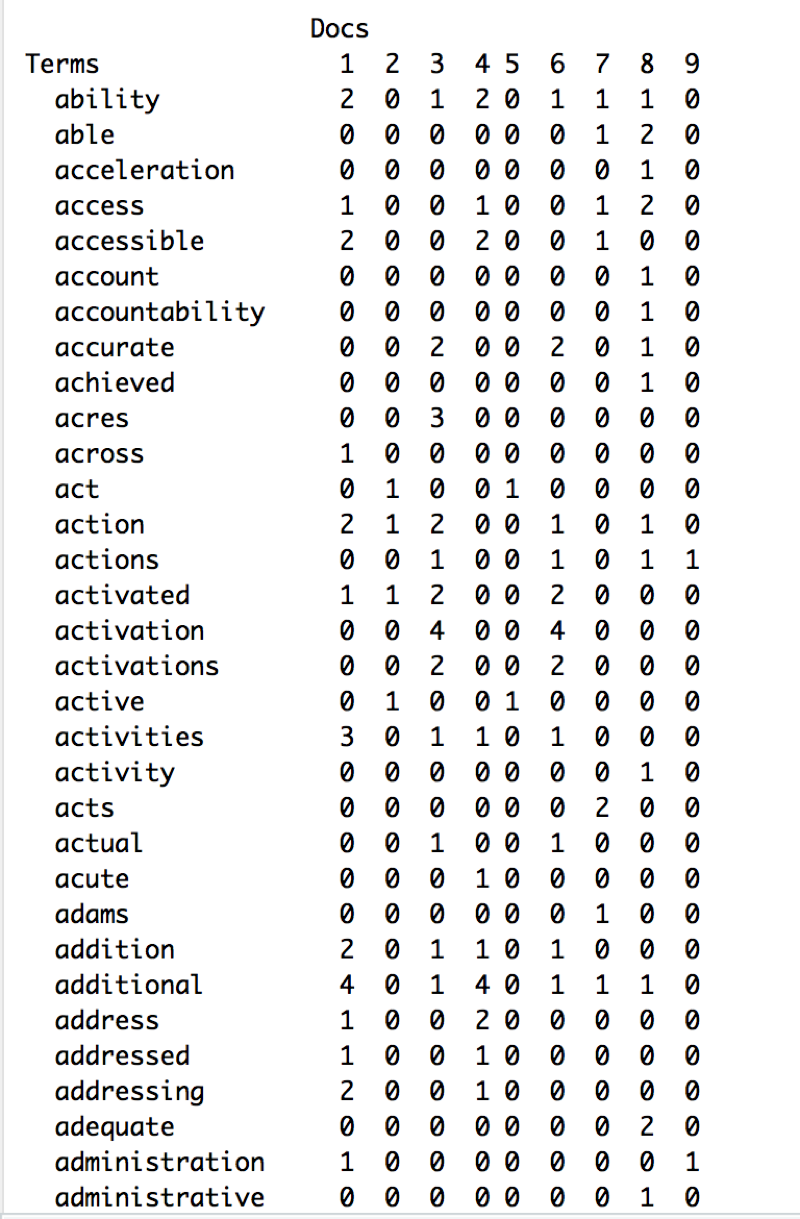 Docs
Terms 1 2 3 4 5 6 7 8 9
ability 2 0 1 2 0 1 1 1 0
able 0 0 0 0 0 0 1 2 0
acceleration 0 0 0 0 0 0 0 1 0
access 1 0 0 1 0 0 1 2 0
accessible 2 0 0 2 0 0 1 0 0
account 0 0 0 0 0 0 0 1 0
accountability 0 0 0 0 0 0 0 1 0
accurate 0 0 2 0 0 2 0 1 0
achieved 0 0 0 0 0 0 0 1 0
acres 0 0 3 0 0 0 0 0 0
across 1 0 0 0 0 0 0 0 0
act 0 1 0 0 1 0 0 0 0
action 2 1 2 0 0 1 0 1 0
actions 0 0 1 0 0 1 0 1 1
activated 1 1 2 0 0 2 0 0 0
activation 0 0 4 0 0 4 0 0 0
activations 0 0 2 0 0 2 0 0 0
active 0 1 0 0 1 0 0 0 0
activities 3 0 1 1 0 1 0 0 0
activity 0 0 0 0 0 0 0 1 0
acts 0 0 0 0 0 0 2 0 0
actual 0 0 1 0 0 1 0 0 0
acute 0 0 0 1 0 0 0 0 0
adams 0 0 0 0 0 0 1 0 0
addition 2 0 1 1 0 1 0 0 0
additional 4 0 1 4 0 1 1 1 0
address 1 0 0 2 0 0 0 0 0
addressed 1 0 0 1 0 0 0 0 0
addressing 2 0 0 1 0 0 0 0 0
adequate 0 0 0 0 0 0 0 2 0
administration 1 0 0 0 0 0 0 0 1
administrative 0 0 0 0 0 0 0 1 0